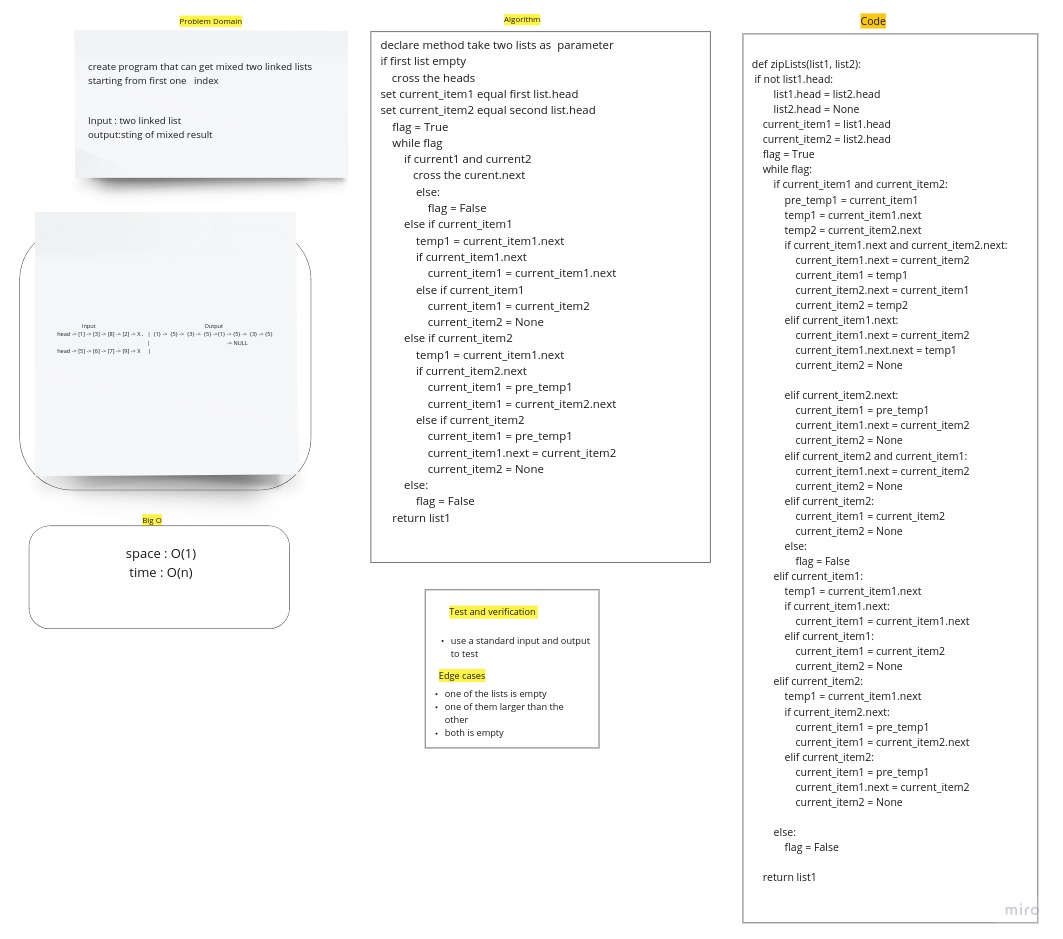 Problem Domain
create program that can get mixed two linked lists
starting from first one index
Input : two linked list
output:sting of mixed result
Input Output
head -> [1] -> [3] -> [8] -> [2] -> X . | {1} -> {5} -> {3} -> {5} ->{1} -> {5} -> {3} -> {5}
| -> NULL
head -> [5] -> [6] -> [7] -> [9] -> X |
Big O
space : O(1)
time : O(n)
Algorithm
declare method take two lists as parameter
if first list empty
cross the heads
set current_item1 equal first list.head
set current_item2 equal second list.head
flag = True
while flag
if current1 and current2
cross the curent.next
else:
flag = False
else if current_item1
temp1 = current_item1.next
if current_item1.next
current_item1 = current_item1.next
else if current_item1
current_item1 = current_item2
current_item2 = None
else if current_item2
temp1 = current_item1.next
if current_item2.next
current_item1 = pre_temp1
current_item1 = current_item2.next
else if current_item2
current_item1 = pre_temp1
current_item1.next = current_item2
current_item2 = None
else:
flag = False
return list1
Test and verification
• use a standard input and output
to test
Edge cases
• one of the lists is empty
• one of them larger than the
other
• both is empty
Code
def zipLists(list1, list2):
if not list1.head:
list1.head = list2.head
list2.head = None
current_item1 = list1.head
current_item2 = list2.head
flag = True
while flag:
if current_item1 and current_item2:
pre_temp1 = current_item1
temp1 = current_item1.next
temp2 = current_item2.next
if current_item1.next and current_item2.next:
current_item1.next = current_item2
current_item1 = temp1
current_item2.next = current_item1
current_item2 = temp2
elif current_item1.next:
current_item1.next = current_item2
current_item1.next.next = temp1
current_item2 = None
elif current_item2.next:
current_item1 = pre_temp1
current_item1.next = current_item2
current_item2 = None
elif current_item2 and current_item1:
current_item1.next = current_item2
current_item2 = None
elif current_item2:
current_item1 = current_item2
current_item2 = None
else:
flag = False
elif current_item1:
temp1 = current_item1.next
if current_item1.next:
current_item1 = current_item1.next
elif current_item1:
current_item1 = current_item2
current_item2 = None
elif current_item2:
temp1 = current_item1.next
if current_item2.next:
current_item1 = pre_temp1
current_item1 = current_item2.next
elif current_item2:
current_item1 = pre_temp1
current_item1.next = current_item2
current_item2 = None
else:
flag = False
return list1
miro